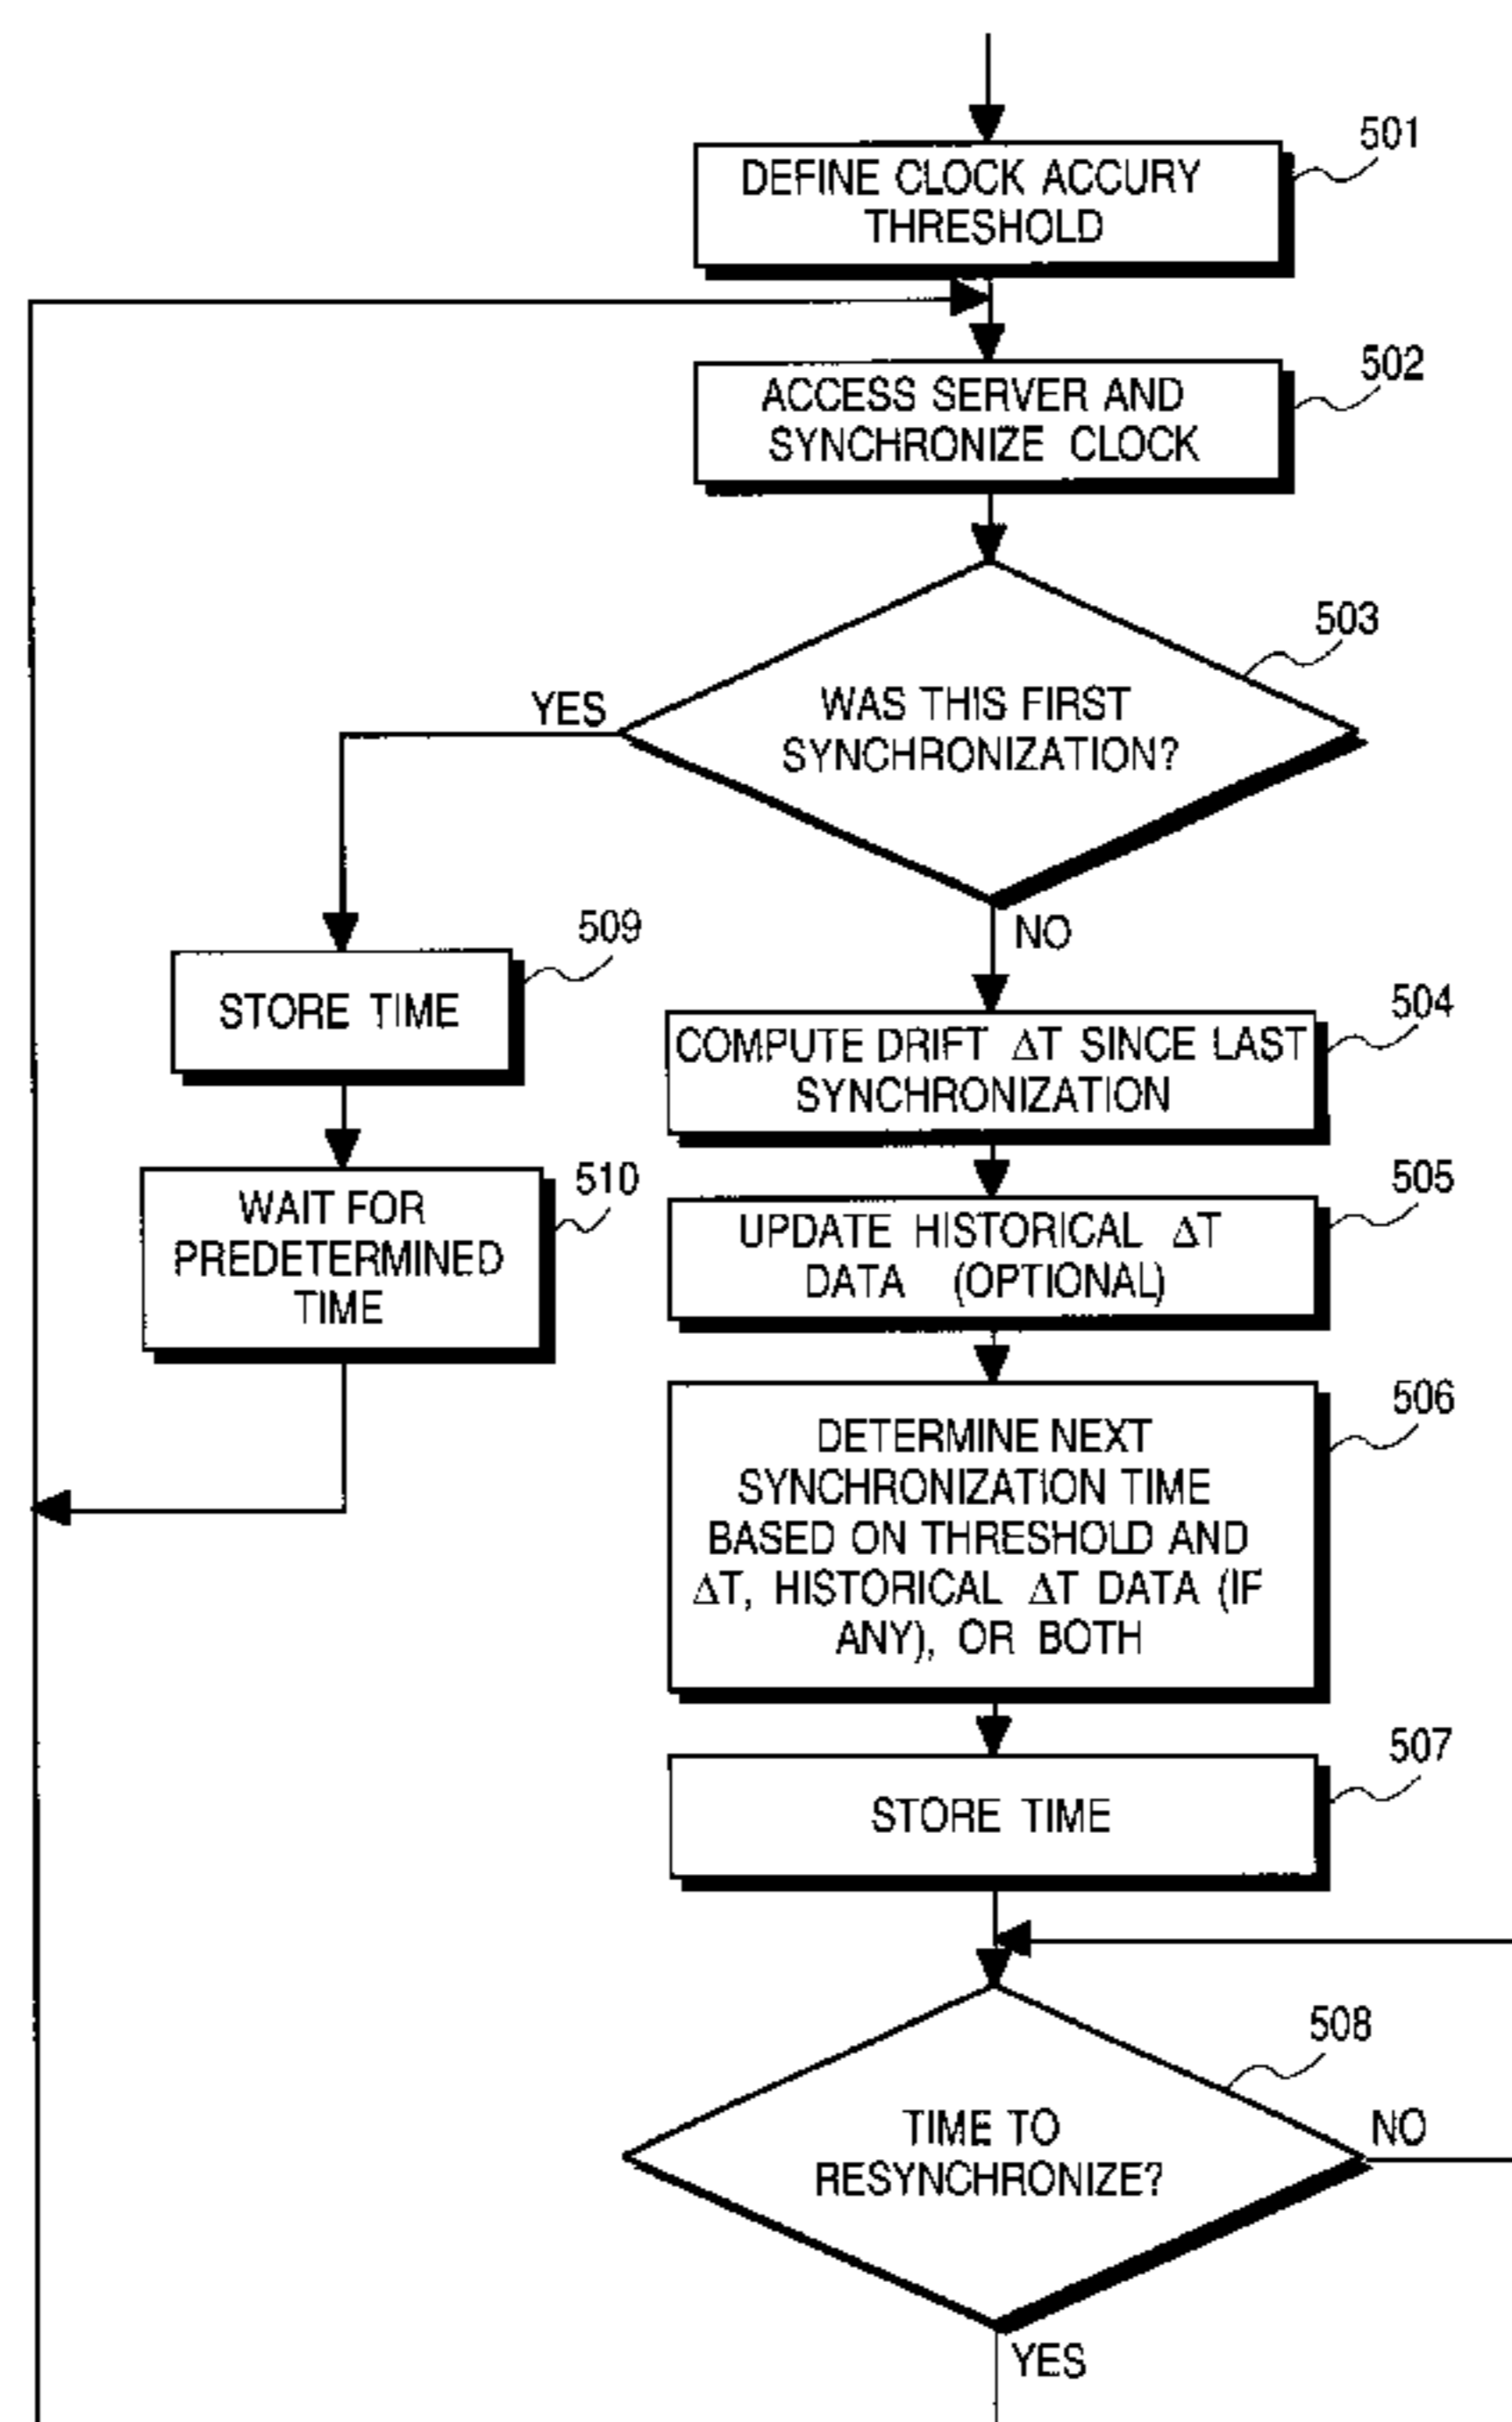 501
DEFINE CLOCK ACCURY
THRESHOLD
502
ACCESS SERVER AND
SYNCHRONIZE CLOCK
503
WAS THIS FIRST
SYNCHRONIZATION?
YES
NO
509
STORE TIME
510
WAIT FOR
PREDETERMINED
TIME
504
COMPUTE DRIFT ΔT SINCE LAST
SYNCHRONIZATION
505
UPDATE HISTORICAL ΔT
DATA (OPTIONAL)
506
DETERMINE NEXT
SYNCHRONIZATION TIME
BASED ON THRESHOLD AND
ΔT, HISTORICAL ΔT DATA (IF
ANY), OR BOTH
507
STORE TIME
508
TIME TO
RESYNCHRONIZE?
NO
YES